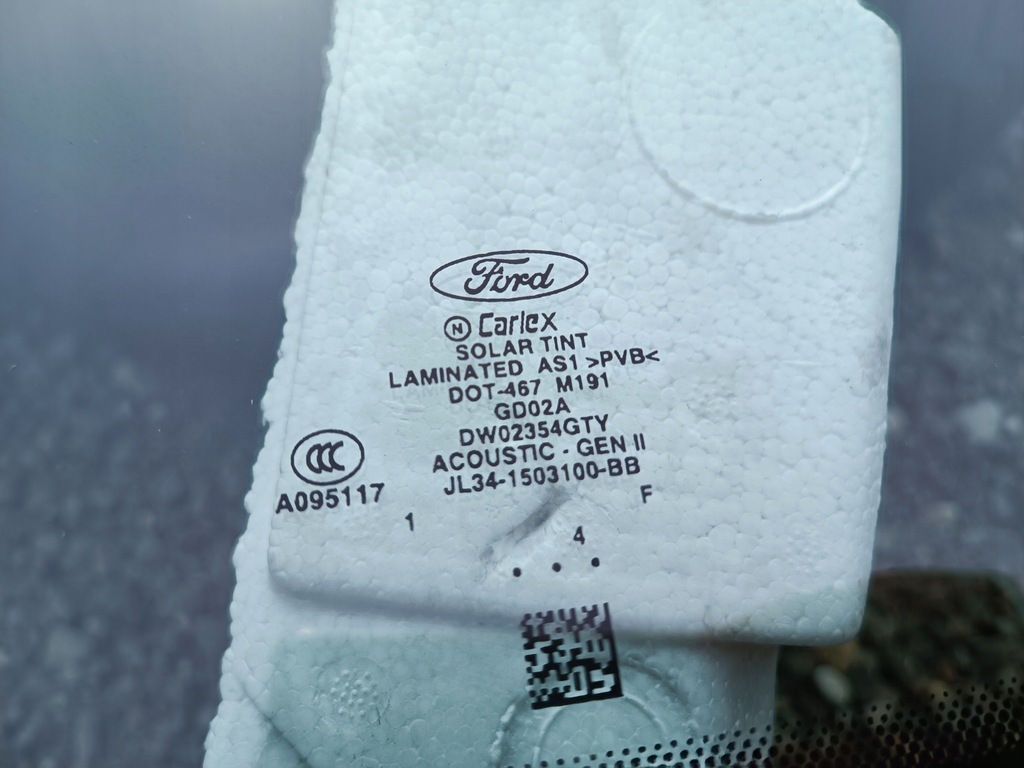 Ford
N Carlex
SOLAR TINT
LAMINATED AS1 >PVB<
DOT-467 M191
GD02A
DW02354GTY
ACOUSTIC - GEN II
JL34-1503100-BB
CCC
A095117
1
F
4